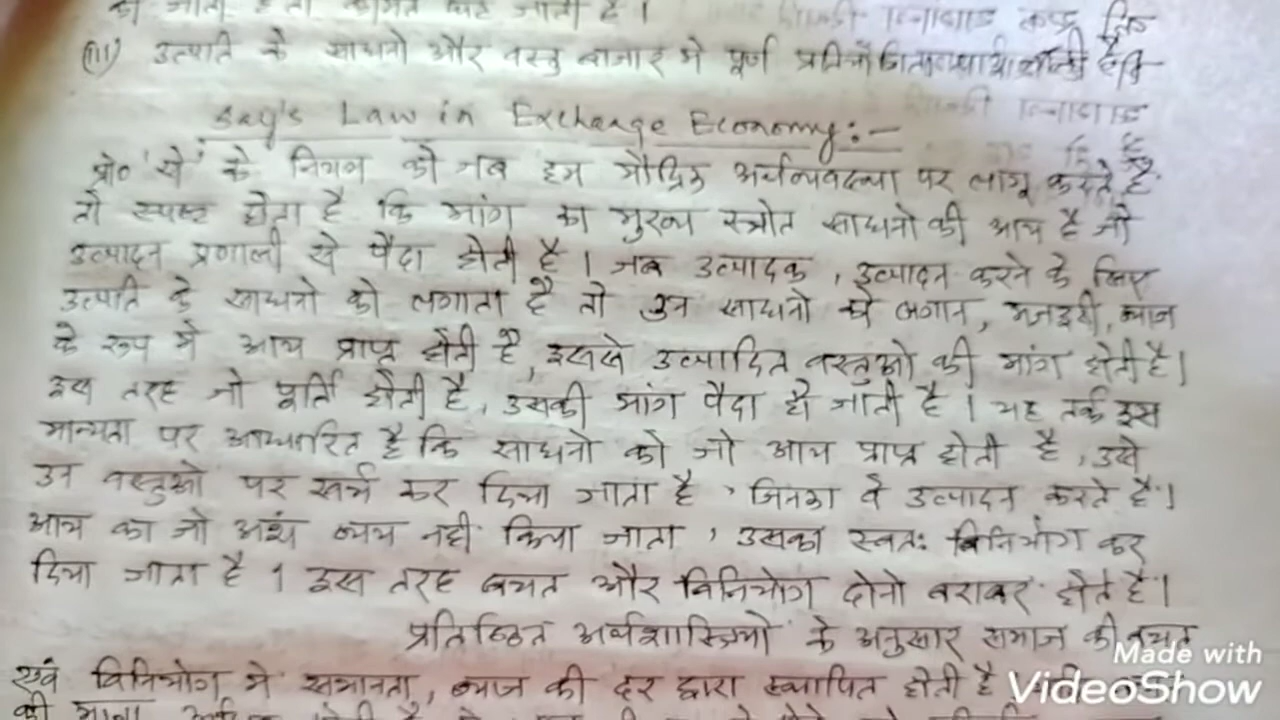 की जाती है तो कीमत घट जाती है।
(iii) उत्पत्ति के साधनो और वस्तु बाजार मे पूर्ण
Say's Law in Exchange Economy:-
प्रो० 'से' के नियम को जब हम मौद्रिक अर्थव्यवस्था पर लागू करते है
तो स्पष्ट होता है कि मांग का मुख्य स्त्रोत साधनो की आय है जो
उत्पादन प्रणाली से पैदा होती है। जब उत्पादक, उत्पादन करने के लिए
उत्पत्ति के साधनो को लगाता है तो उन साधनो को लगान, मजदूरी, ब्याज
के रूप मे आय प्राप्त होती है, इससे उत्पादित वस्तुओ की मांग होती है।
इस तरह जो पूर्ति होती है, उसकी मांग पैदा हो जाती है। यह तर्क इस
मान्यता पर आधारित है कि साधनो को जो आय प्राप्त होती है, उसे
उन वस्तुओ पर खर्च कर दिया जाता है, जिनका वे उत्पादन करते है।
आय का जो अंश व्यय नही किया जाता, उसका स्वतः विनियोग कर
दिया जाता है। इस तरह बचत और विनियोग दोनो बराबर होते है।
प्रतिष्ठित अर्थशास्त्रियो के अनुसार समाज की बचत
एवं विनियोग मे समानता, ब्याज की दर द्वारा स्थापित होती है
की मात्रा
Made with
VideoShow